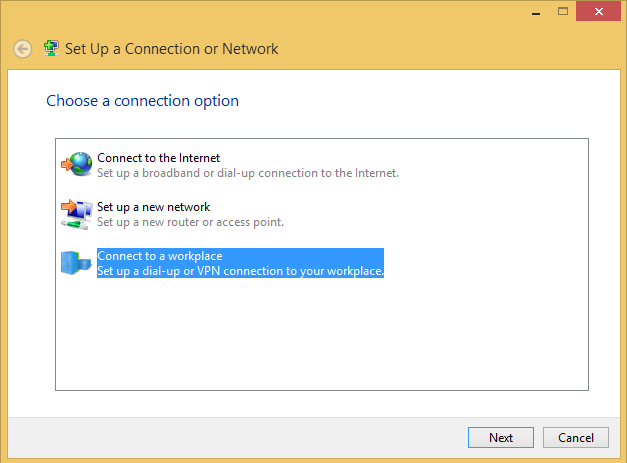 Set Up a Connection or Network
Choose a connection option
Connect to the Internet
Set up a broadband or dial-up connection to the Internet.
Set up a new network
Set up a new router or access point.
Connect to a workplace
Set up a dial-up or VPN connection to your workplace.
Next
Cancel